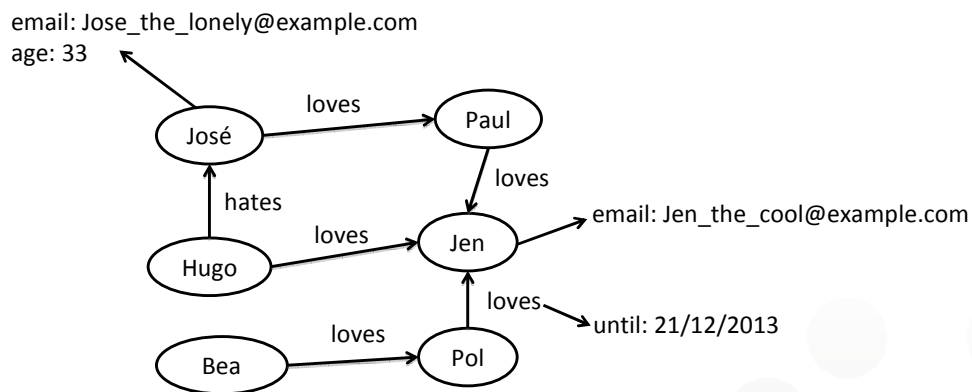 email: Jose_the_lonely@example.com
age: 33
loves
José
Paul
loves
hates
email: Jen_the_cool@example.com
loves
Jen
Hugo
loves
until: 21/12/2013
loves
Bea
Pol